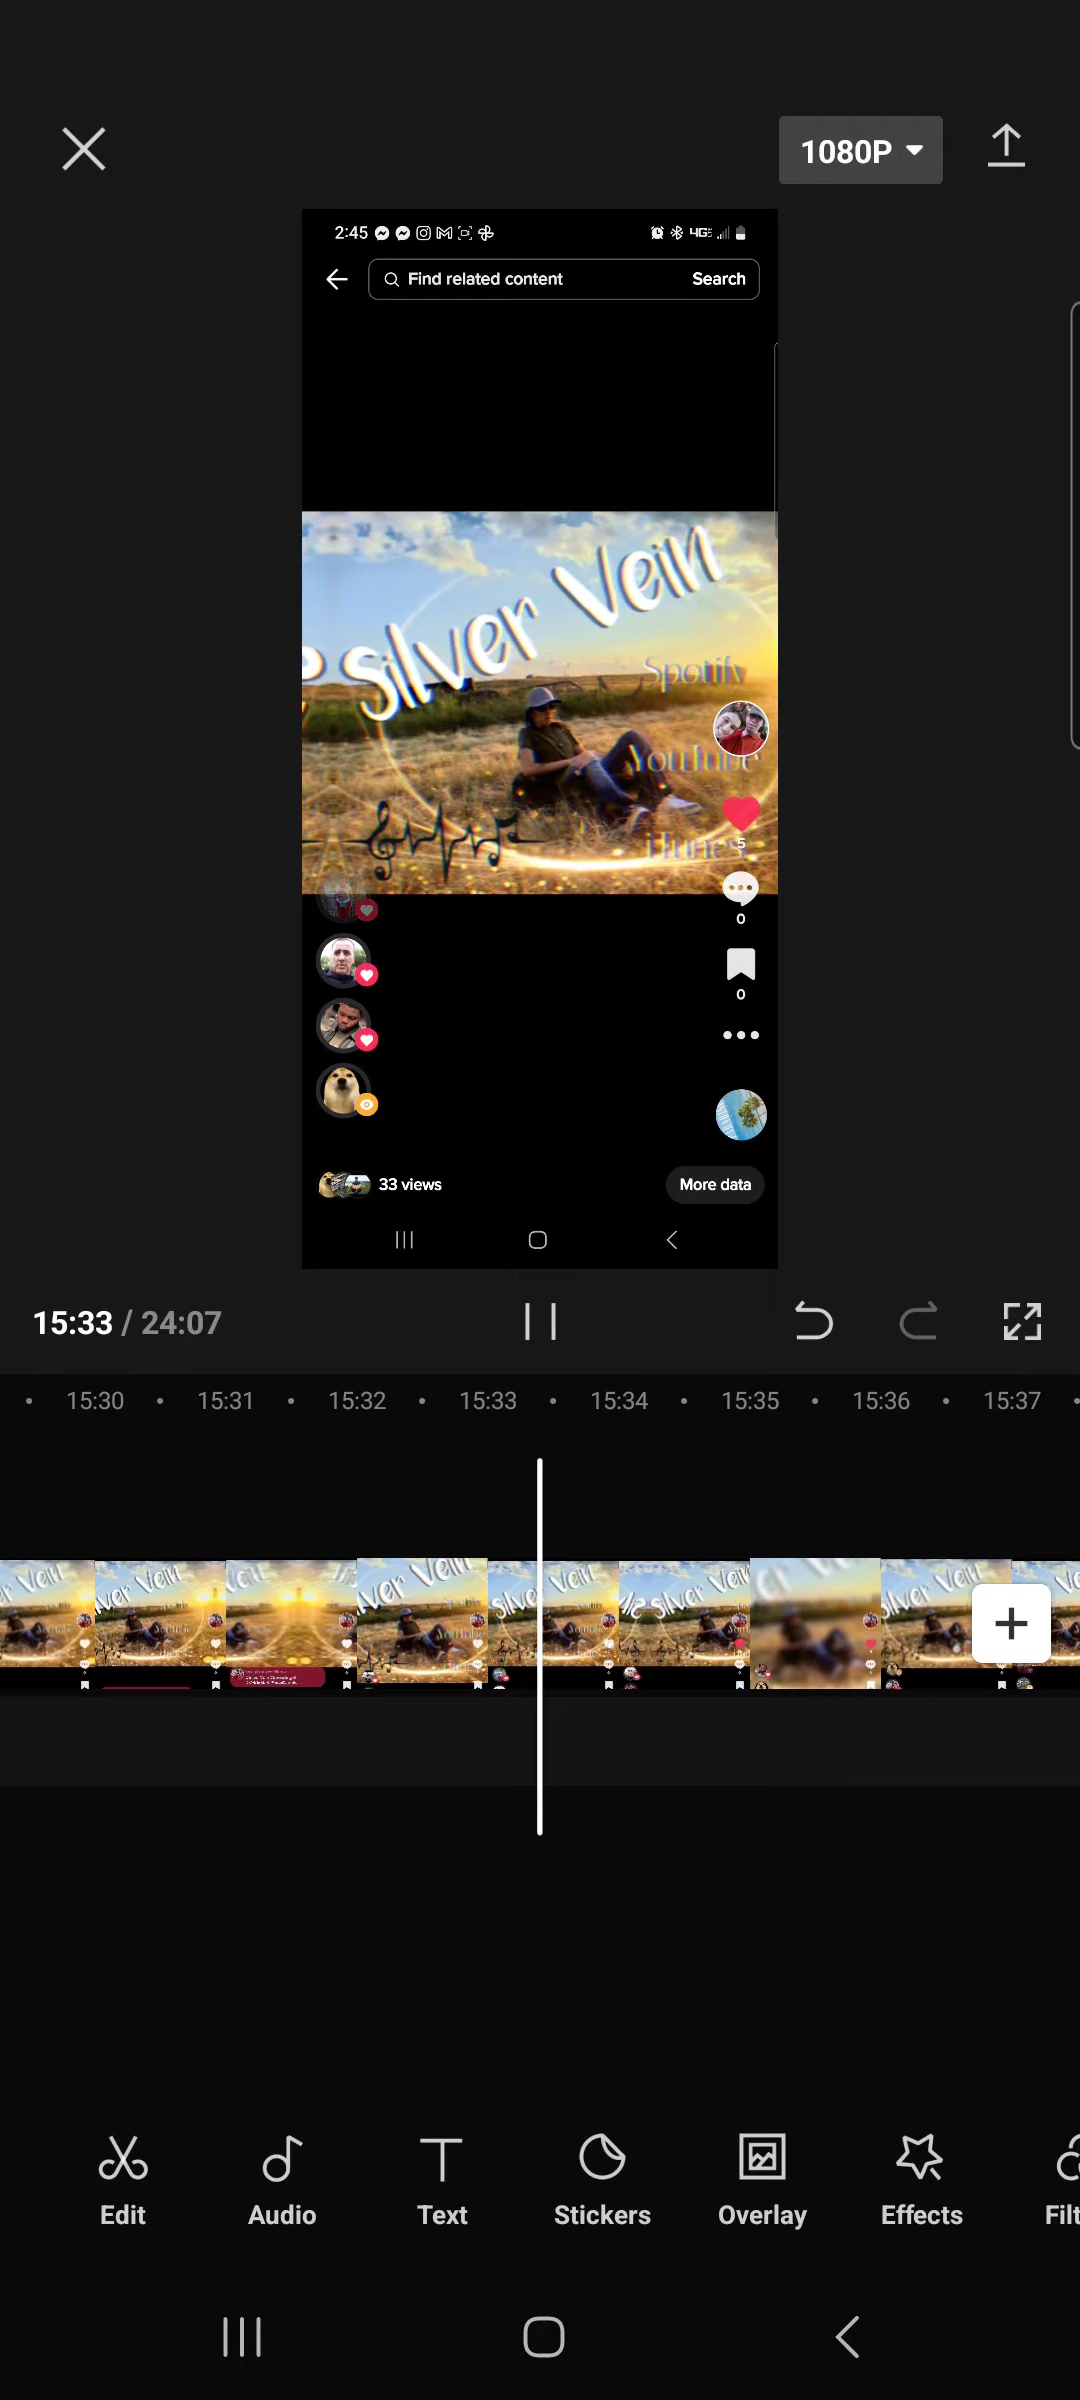 1080P
2:45
4G
Find related content
Search
Silver Vein
Spotify
YouTube
iTunes
5
0
0
33 views
More data
15:33 / 24:07
15:30
15:31
15:32
15:33
15:34
15:35
15:36
15:37
Edit
Audio
Text
Stickers
Overlay
Effects
Filt